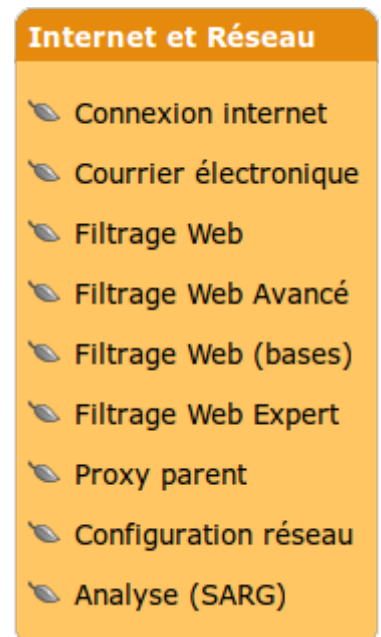 Internet et Réseau
Connexion internet
Courrier électronique
Filtrage Web
Filtrage Web Avancé
Filtrage Web (bases)
Filtrage Web Expert
Proxy parent
Configuration réseau
Analyse (SARG)